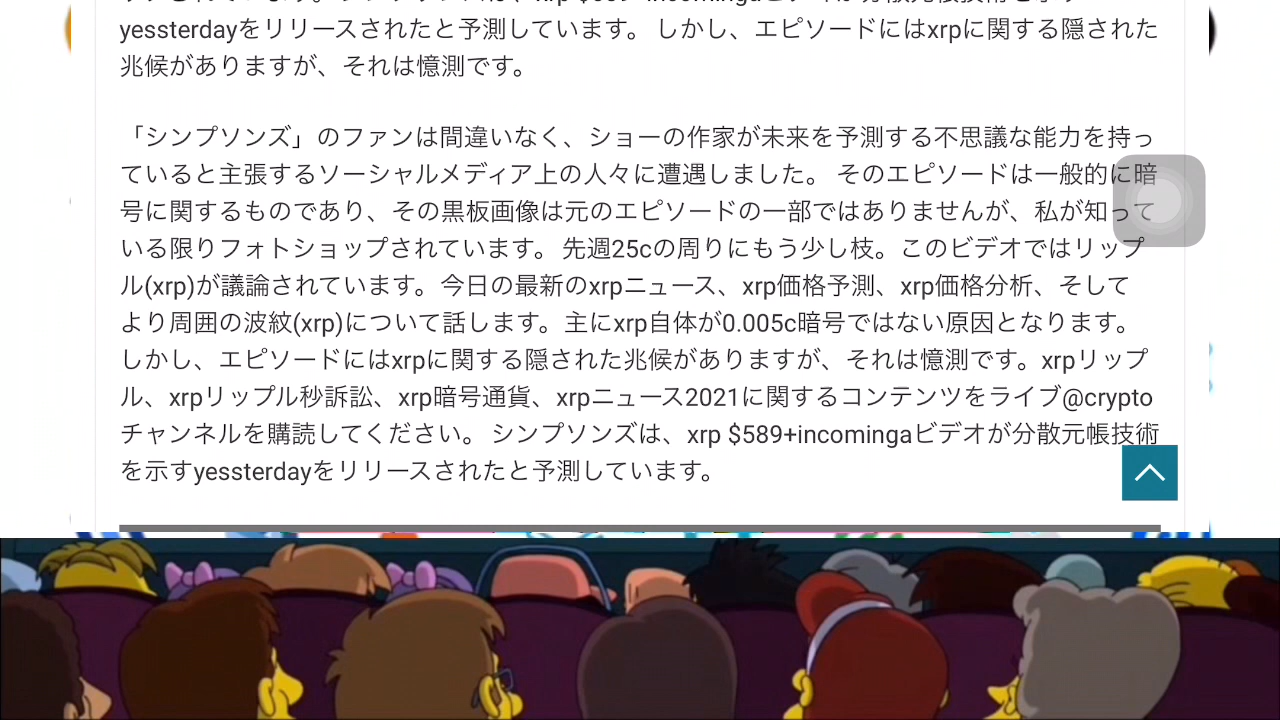 yessterdayをリリースされたと予測しています。 しかし、エピソードにはxrpに関する隠された
兆候がありますが、それは憶測です。
「シンプソンズ」のファンは間違いなく、ショーの作家が未来を予測する不思議な能力を持っ
ていると主張するソーシャルメディア上の人々に遭遇しました。 そのエピソードは一般的に暗
号に関するものであり、その黒板画像は元のエピソードの一部ではありませんが、私が知って
いる限りフォトショップされています。 先週25cの周りにもう少し枝。このビデオではリップ
ル(xrp)が議論されています。今日の最新のxrpニュース、xrp価格予測、xrp価格分析、そして
より周囲の波紋(xrp)について話します。主にxrp自体が0.005c暗号ではない原因となります。
しかし、エピソードにはxrpに関する隠された兆候がありますが、それは憶測です。xrpリップ
ル、xrpリップル秒訴訟、xrp暗号通貨、xrpニュース2021に関するコンテンツをライブ@crypto
チャンネルを購読してください。 シンプソンズは、xrp $589+incomingaビデオが分散元帳技術
を示すyessterdayをリリースされたと予測しています。